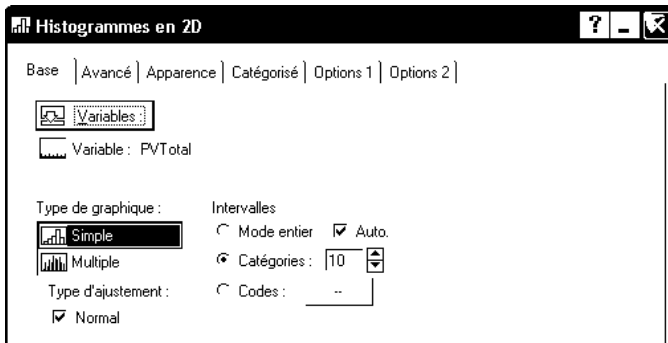 Histogrammes en 2D
Base Avancé Apparence Catégorisé Options 1 Options 2
Variables :
Variable : PVTotal
Type de graphique : Intervalles
Simple Mode entier Auto.
Multiple Catégories : 10
Type d'ajustement : Codes : --
Normal